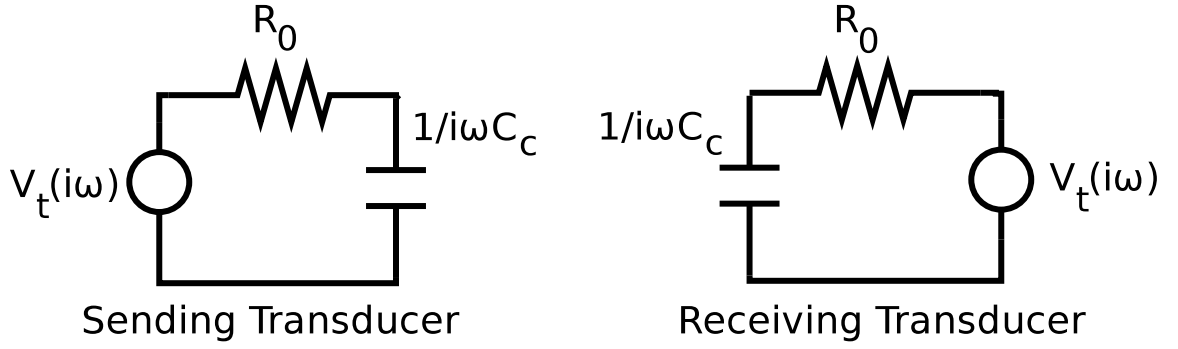 R0
R0
1/iωCc
1/iωCc
Vt(iω)
Vt(iω)
Sending Transducer
Receiving Transducer